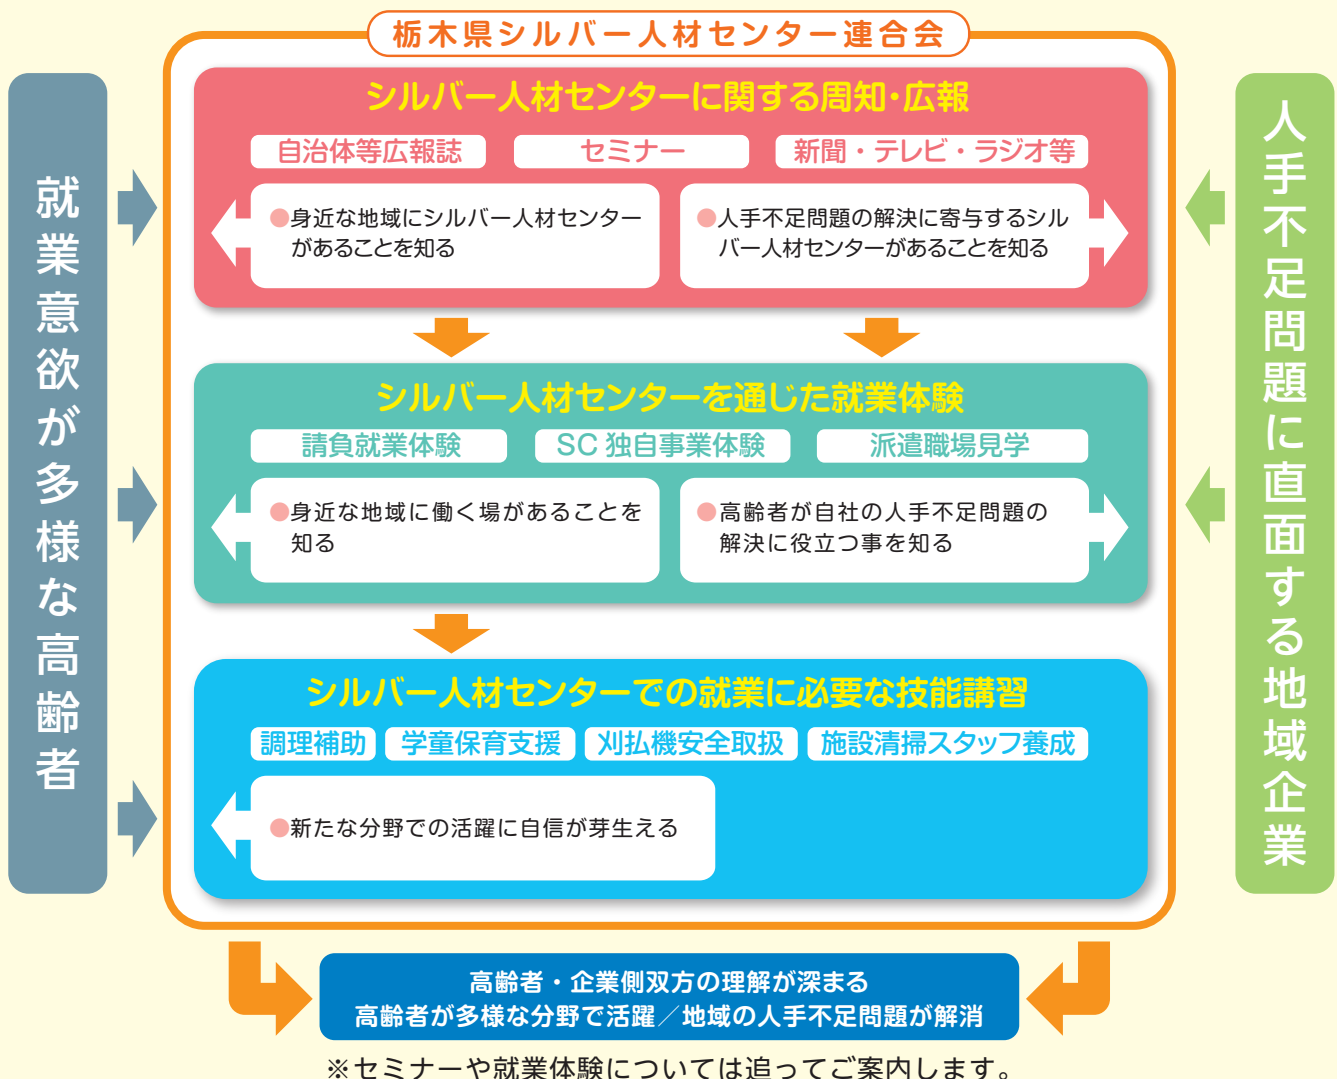 栃木県シルバー人材センター連合会
就業意欲が多様な高齢者
人手不足問題に直面する地域企業
シルバー人材センターに関する周知・広報
自治体等広報誌
セミナー
新聞・テレビ・ラジオ等
●身近な地域にシルバー人材センター
があることを知る
●人手不足問題の解決に寄与するシル
バー人材センターがあることを知る
シルバー人材センターを通じた就業体験
請負就業体験
SC 独自事業体験
派遣職場見学
●身近な地域に働く場があることを
知る
●高齢者が自社の人手不足問題の
解決に役立つ事を知る
シルバー人材センターでの就業に必要な技能講習
調理補助
学童保育支援
刈払機安全取扱
施設清掃スタッフ養成
●新たな分野での活躍に自信が芽生える
高齢者・企業側双方の理解が深まる
高齢者が多様な分野で活躍／地域の人手不足問題が解消
※セミナーや就業体験については追ってご案内します。